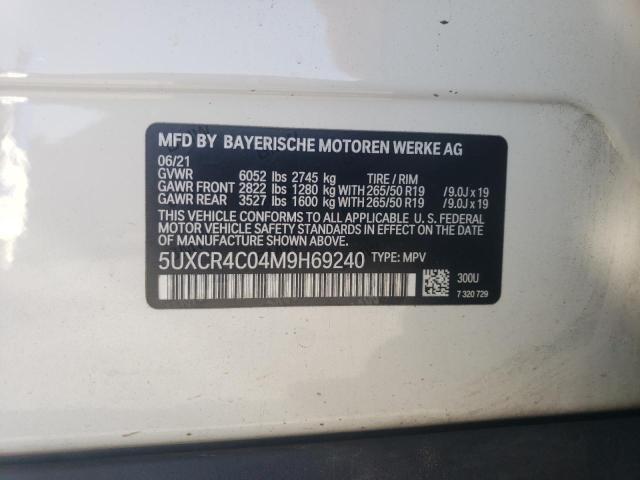 MFD BY BAYERISCHE MOTOREN WERKE AG
06/21
GVWR 6052 lbs 2745 kg TIRE / RIM
GAWR FRONT 2822 lbs 1280 kg WITH 265/50 R19 /9.0J x 19
GAWR REAR 3527 lbs 1600 kg WITH 265/50 R19 /9.0J x 19
THIS VEHICLE CONFORMS TO ALL APPLICABLE U. S. FEDERAL
MOTOR VEHICLE SAFETY STANDARDS IN EFFECT ON THE
DATE OF MANUFACTURE SHOWN ABOVE.
5UXCR4C04M9H69240 TYPE: MPV
300U
7 320 729